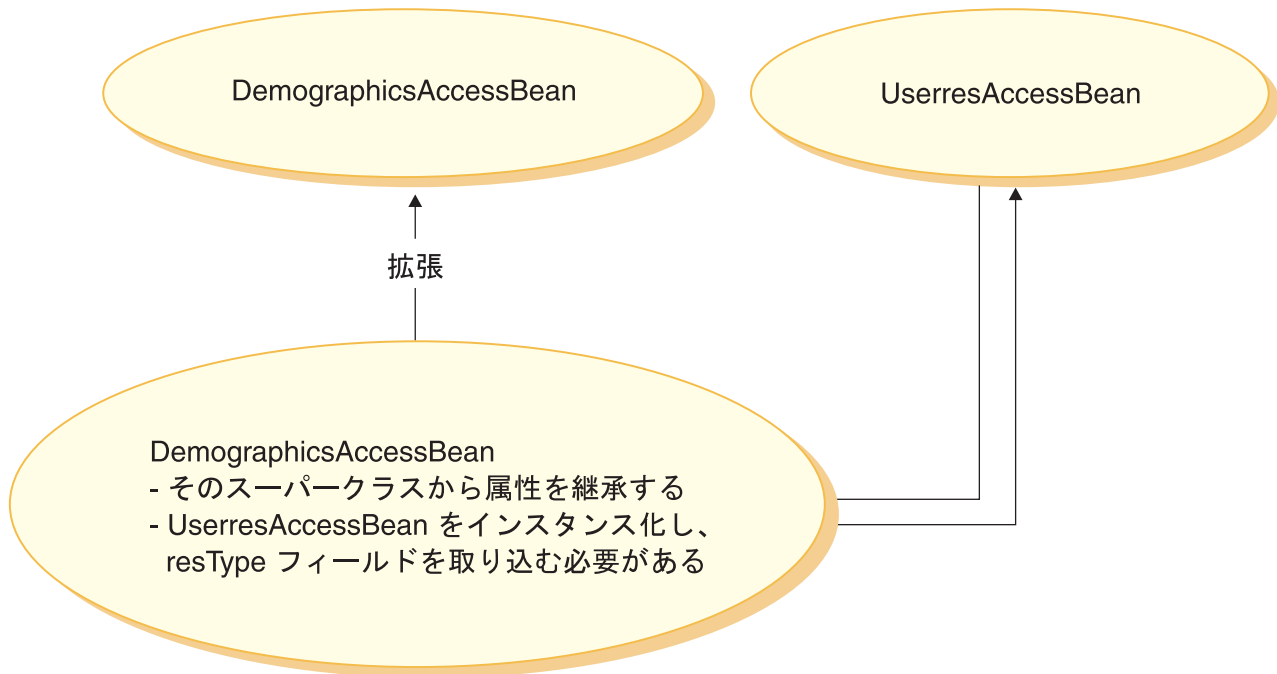 DemographicsAccessBean
UserresAccessBean
拡張
DemographicsAccessBean
- そのスーパークラスから属性を継承する
- UserresAccessBean をインスタンス化し、
resType フィールドを取り込む必要がある